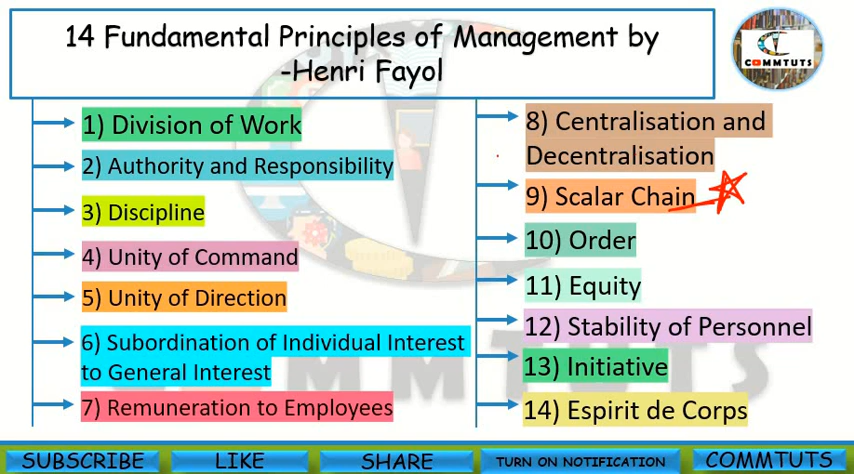 14 Fundamental Principles of Management by
-Henri Fayol
COMMTUTS
1) Division of Work
2) Authority and Responsibility
3) Discipline
4) Unity of Command
5) Unity of Direction
6) Subordination of Individual Interest
to General Interest
7) Remuneration to Employees
8) Centralisation and
Decentralisation
9) Scalar Chain
10) Order
11) Equity
12) Stability of Personnel
13) Initiative
14) Espirit de Corps
COMMTUTS
SUBSCRIBE
LIKE
SHARE
TURN ON NOTIFICATION
COMMTUTS